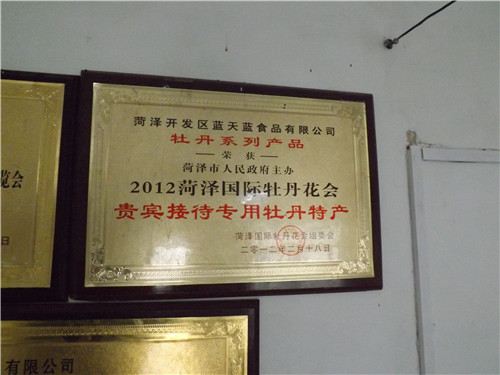 菏泽开发区蓝天蓝食品有限公司
牡丹系列产品
荣获
菏泽市人民政府主办
2012菏泽国际牡丹花会
贵宾接待专用牡丹特产
菏泽国际牡丹花会组委会
二零一二年二月十八日
览会
日
有限公司